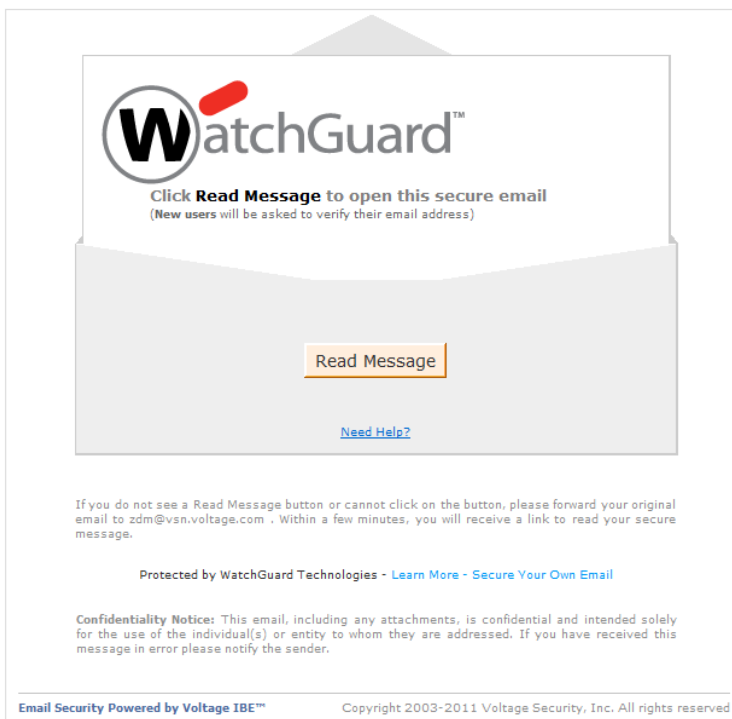 WatchGuard™
Click Read Message to open this secure email
(New users will be asked to verify their email address)
Read Message
Need Help?
If you do not see a Read Message button or cannot click on the button, please forward your original
email to zdm@vsn.voltage.com . Within a few minutes, you will receive a link to read your secure
message.
Protected by WatchGuard Technologies - Learn More - Secure Your Own Email
Confidentiality Notice: This email, including any attachments, is confidential and intended solely
for the use of the individual(s) or entity to whom they are addressed. If you have received this
message in error please notify the sender.
Email Security Powered by Voltage IBE™ Copyright 2003-2011 Voltage Security, Inc. All rights reserved